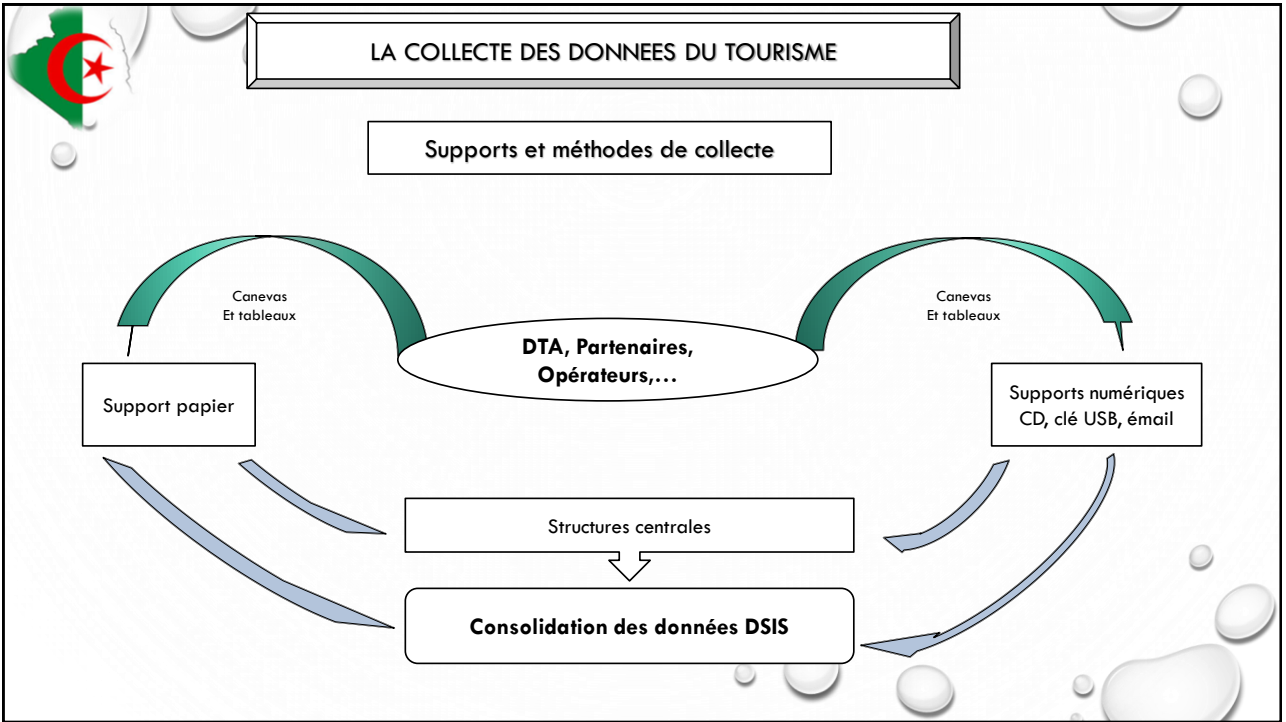 LA COLLECTE DES DONNEES DU TOURISME
Supports et méthodes de collecte
Canevas
Et tableaux
Canevas
Et tableaux
DTA, Partenaires,
Opérateurs,…
Support papier
Supports numériques
CD, clé USB, émail
Structures centrales
Consolidation des données DSIS